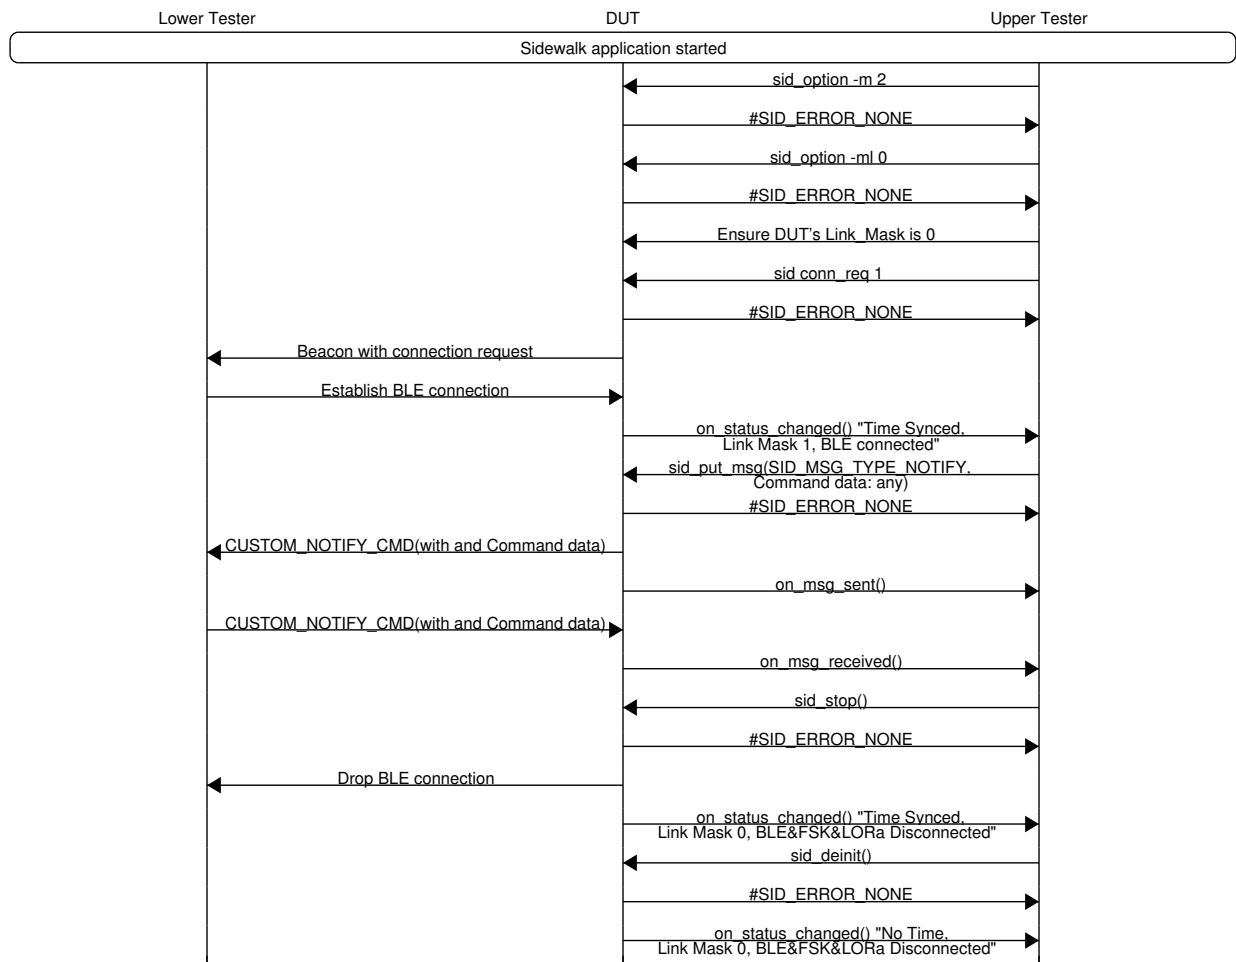 Lower Tester
DUT
Upper Tester
Sidewalk application started
sid_option -m 2
#SID_ERROR_NONE
sid_option -ml 0
#SID_ERROR_NONE
Ensure DUT's Link_Mask is 0
sid conn_req 1
#SID_ERROR_NONE
Beacon with connection request
Establish BLE connection
on_status_changed() "Time Synced,
Link Mask 1, BLE connected"
sid_put_msg(SID_MSG_TYPE_NOTIFY,
Command data: any)
#SID_ERROR_NONE
CUSTOM_NOTIFY_CMD(with and Command data)
on_msg_sent()
CUSTOM_NOTIFY_CMD(with and Command data)
on_msg_received()
sid_stop()
#SID_ERROR_NONE
Drop BLE connection
on_status_changed() "Time Synced,
Link Mask 0, BLE&FSK&LORa Disconnected"
sid_deinit()
#SID_ERROR_NONE
on_status_changed() "No Time,
Link Mask 0, BLE&FSK&LORa Disconnected"